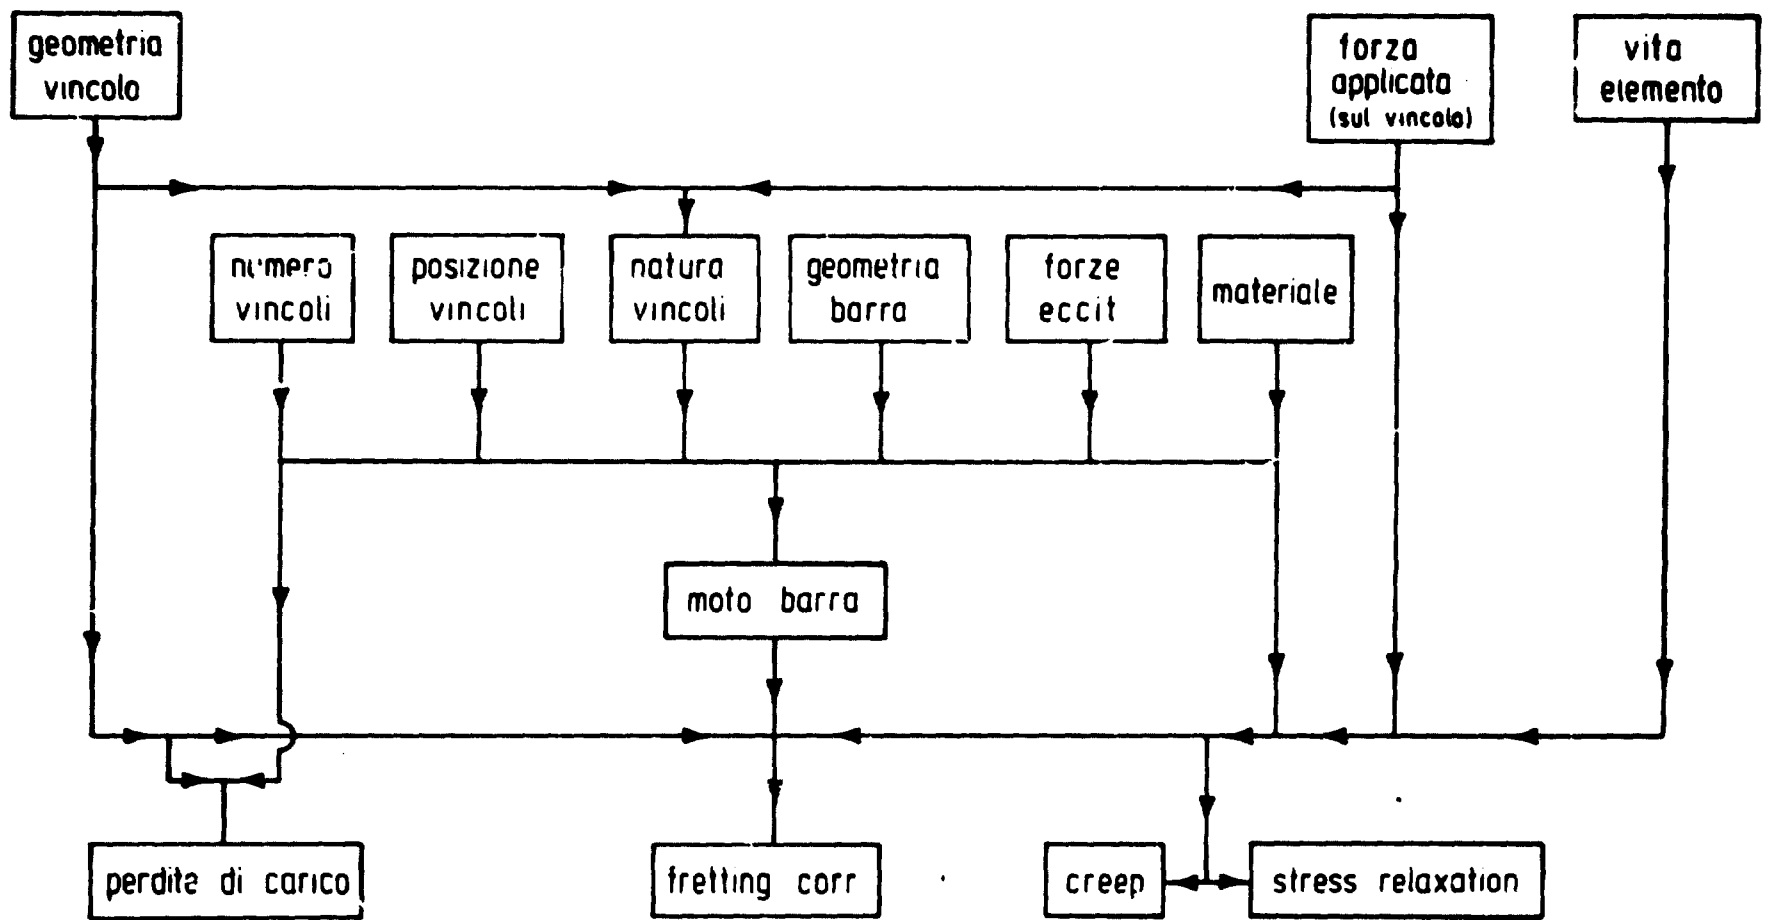 geometria
vincolo
forza
applicata
(sul vincolo)
vita
elemento
numero
vincoli
posizione
vincoli
natura
vincoli
geometria
barra
forze
eccit
materiale
moto barra
perdite di carico
fretting corr
creep
stress relaxation